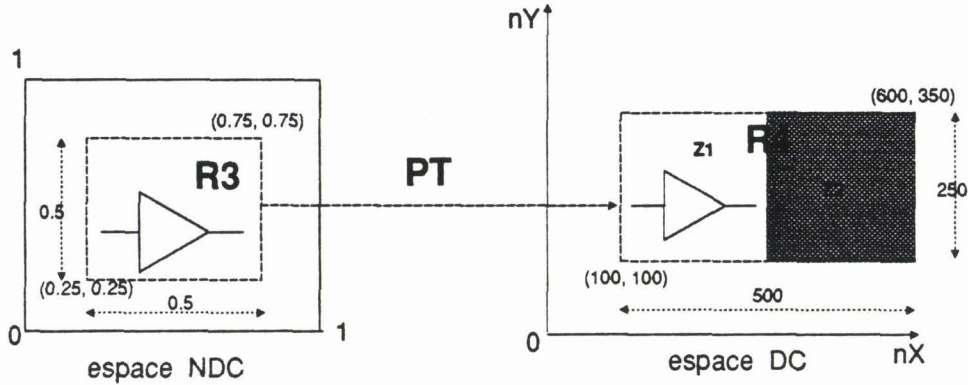 1
(0.75, 0.75)
R3
0.5
(0.25, 0.25)
0.5
0
1
espace NDC
PT
nY
(600, 350)
Z1
R4
250
(100, 100)
500
0
nX
espace DC